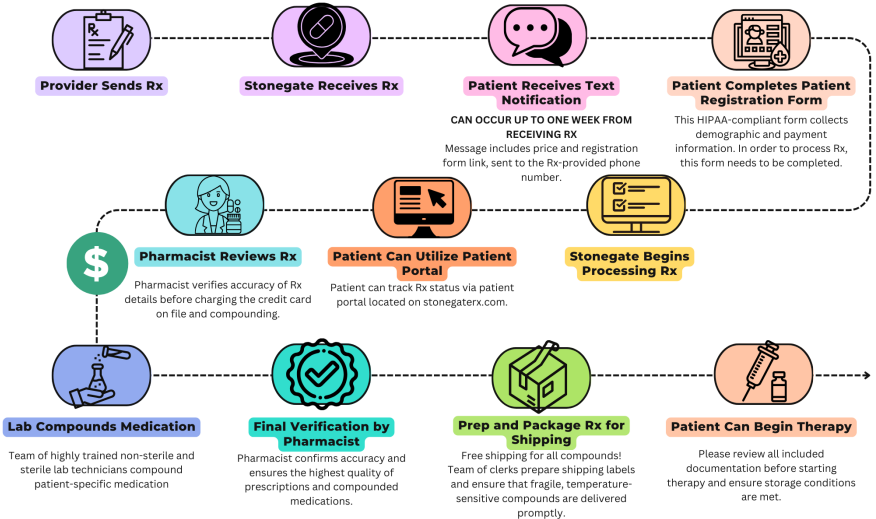 Rx
Provider Sends Rx
Stonegate Receives Rx
Patient Receives Text
Notification
CAN OCCUR UP TO ONE WEEK FROM
RECEIVING RX
Message includes price and registration
form link, sent to the Rx-provided phone
number.
Patient Completes Patient
Registration Form
This HIPAA-compliant form collects
demographic and payment
information. In order to process Rx,
this form needs to be completed.
Stonegate Begins
Processing Rx
Patient Can Utilize Patient
Portal
Patient can track Rx status via patient
portal located on stonegaterx.com.
Pharmacist Reviews Rx
Pharmacist verifies accuracy of Rx
details before charging the credit card
on file and compounding.
$
Lab Compounds Medication
Team of highly trained non-sterile and
sterile lab technicians compound
patient-specific medication
Final Verification by
Pharmacist
Pharmacist confirms accuracy and
ensures the highest quality of
prescriptions and compounded
medications.
Prep and Package Rx for
Shipping
Free shipping for all compounds!
Team of clerks prepare shipping labels
and ensure that fragile, temperature-
sensitive compounds are delivered
promptly.
Patient Can Begin Therapy
Please review all included
documentation before starting
therapy and ensure storage conditions
are met.